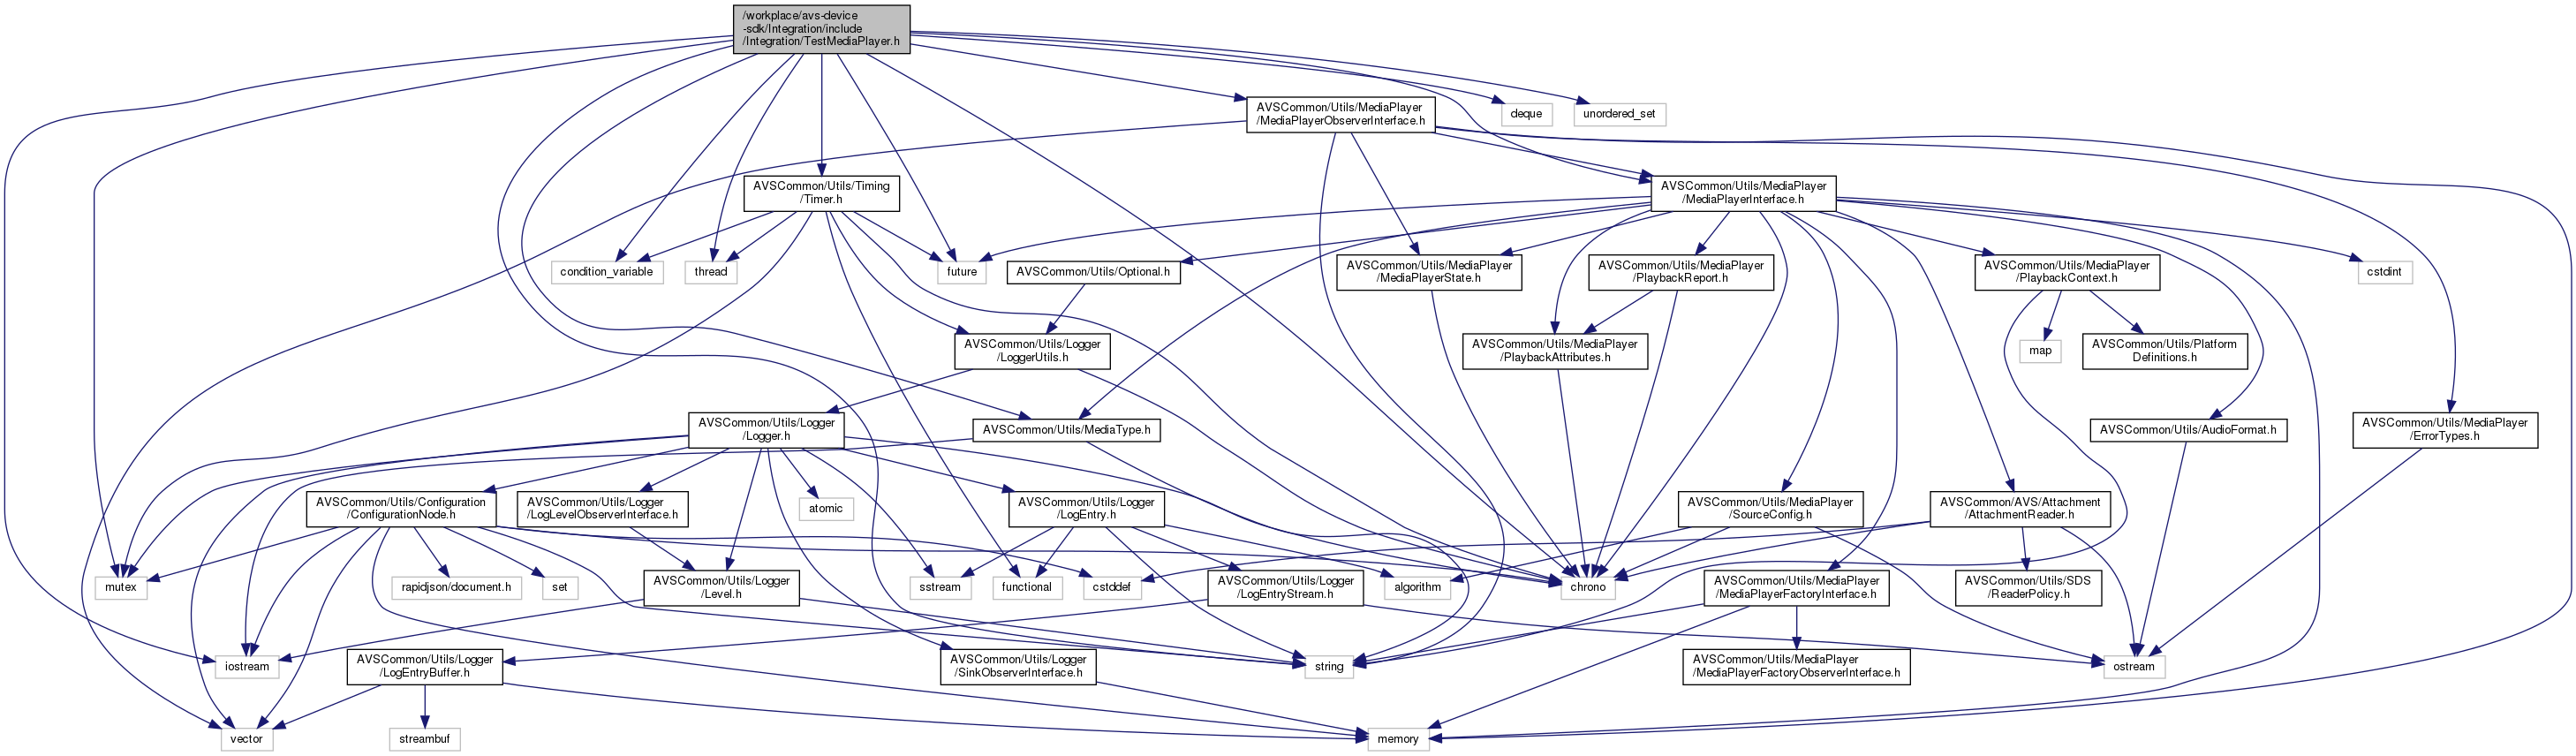 /workplace/avs-device
-sdk/Integration/include
/Integration/TestMediaPlayer.h
AVSCommon/Utils/MediaPlayer
/MediaPlayerObserverInterface.h
deque
unordered_set
AVSCommon/Utils/Timing
/Timer.h
AVSCommon/Utils/MediaPlayer
/MediaPlayerInterface.h
condition_variable
thread
future
AVSCommon/Utils/Optional.h
AVSCommon/Utils/MediaPlayer
/MediaPlayerState.h
AVSCommon/Utils/MediaPlayer
/PlaybackReport.h
AVSCommon/Utils/MediaPlayer
/PlaybackContext.h
cstdint
AVSCommon/Utils/Logger
/LoggerUtils.h
AVSCommon/Utils/MediaPlayer
/PlaybackAttributes.h
map
AVSCommon/Utils/Platform
Definitions.h
AVSCommon/Utils/Logger
/Logger.h
AVSCommon/Utils/MediaType.h
AVSCommon/Utils/AudioFormat.h
AVSCommon/Utils/MediaPlayer
/ErrorTypes.h
AVSCommon/Utils/Configuration
/ConfigurationNode.h
AVSCommon/Utils/Logger
/LogLevelObserverInterface.h
atomic
AVSCommon/Utils/Logger
/LogEntry.h
AVSCommon/Utils/MediaPlayer
/SourceConfig.h
AVSCommon/AVS/Attachment
/AttachmentReader.h
mutex
rapidjson/document.h
set
AVSCommon/Utils/Logger
/Level.h
sstream
functional
cstddef
AVSCommon/Utils/Logger
/LogEntryStream.h
algorithm
chrono
AVSCommon/Utils/MediaPlayer
/MediaPlayerFactoryInterface.h
AVSCommon/Utils/SDS
/ReaderPolicy.h
iostream
AVSCommon/Utils/Logger
/LogEntryBuffer.h
AVSCommon/Utils/Logger
/SinkObserverInterface.h
string
AVSCommon/Utils/MediaPlayer
/MediaPlayerFactoryObserverInterface.h
ostream
vector
streambuf
memory